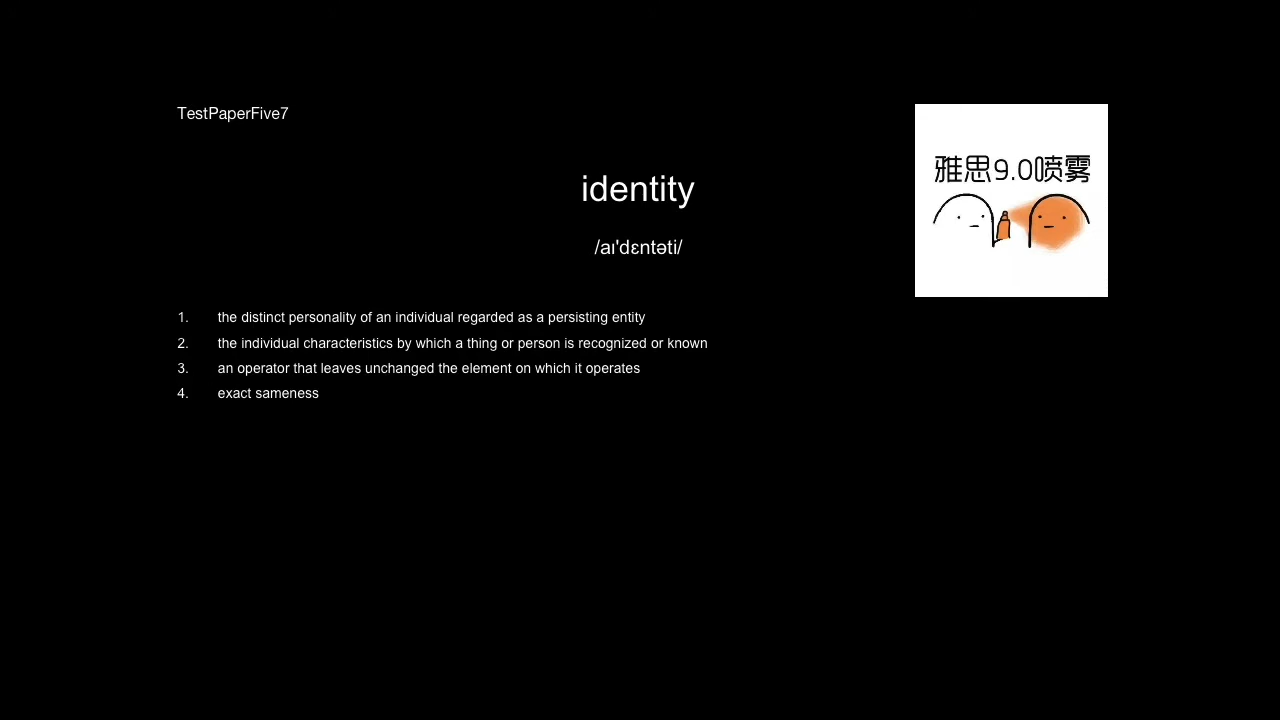 TestPaperFive7
雅思9.0喷雾
identity
/aɪ'dɛntəti/
1. the distinct personality of an individual regarded as a persisting entity
2. the individual characteristics by which a thing or person is recognized or known
3. an operator that leaves unchanged the element on which it operates
4. exact sameness